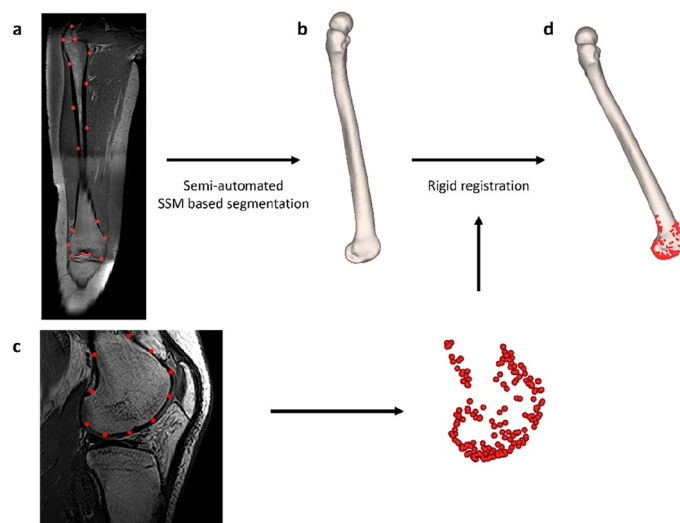 a
b
d
Semi-automated
SSM based segmentation
Rigid registration
c